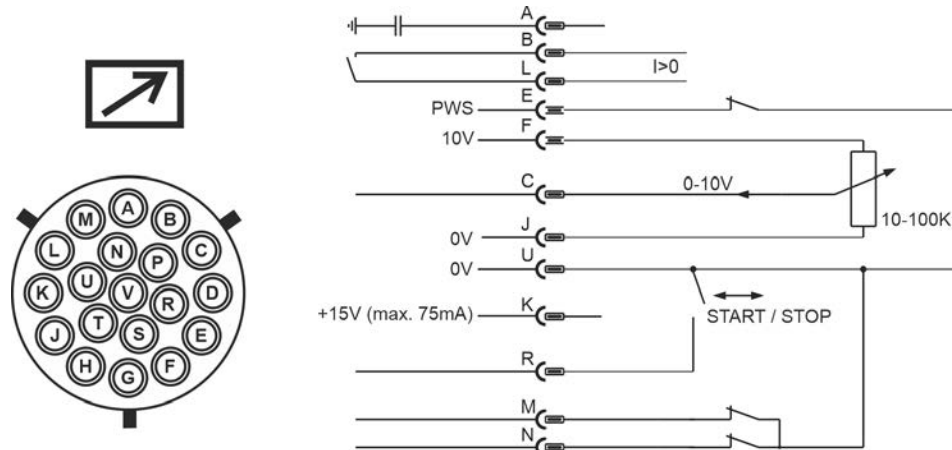 M A B
L N P C
K U V R D
J T S E
H G F
A
B
I>0
L
E
PWS
F
10V
C
0-10V
10-100K
J
0V
U
0V
K
+15V (max. 75mA)
START / STOP
R
M
N